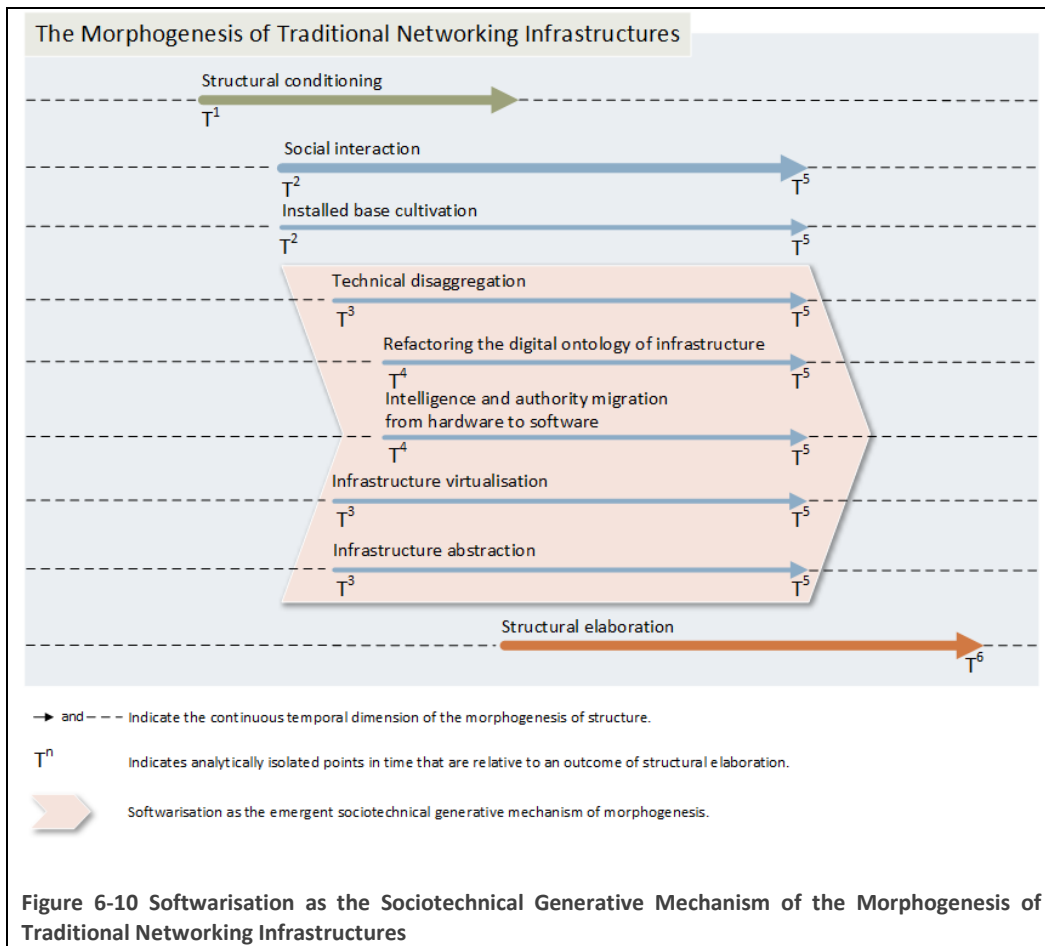 The Morphogenesis of Traditional Networking Infrastructures
Structural conditioning
T¹
Social interaction
T² T⁵
Installed base cultivation
T² T⁵
Technical disaggregation
T³ T⁵
Refactoring the digital ontology of infrastructure
T⁴ T⁵
Intelligence and authority migration
from hardware to software
T⁴ T⁵
Infrastructure virtualisation
T³ T⁵
Infrastructure abstraction
T³ T⁵
Structural elaboration
T⁶
and Indicate the continuous temporal dimension of the morphogenesis of structure.
Tⁿ Indicates analytically isolated points in time that are relative to an outcome of structural elaboration.
Softwarisation as the emergent sociotechnical generative mechanism of morphogenesis.
Figure 6-10 Softwarisation as the Sociotechnical Generative Mechanism of the Morphogenesis of
Traditional Networking Infrastructures